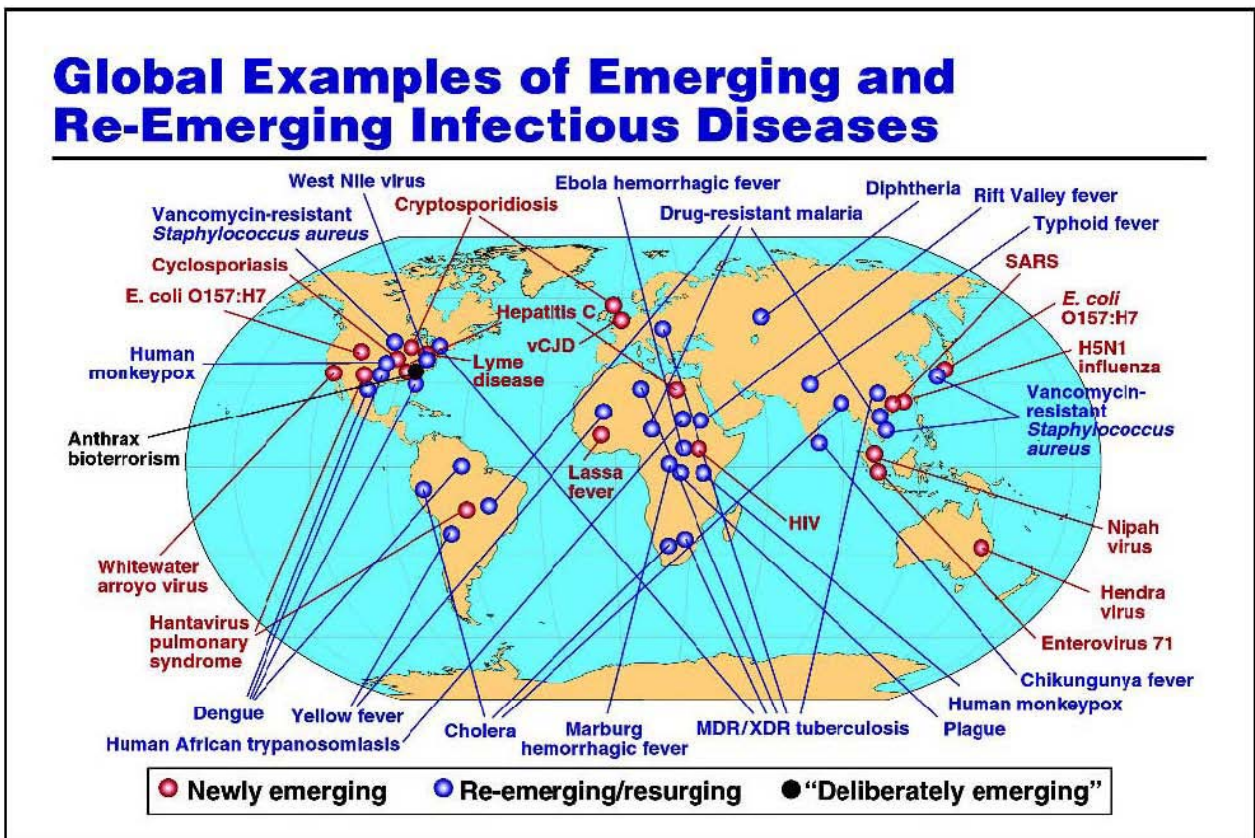 Global Examples of Emerging and
Re-Emerging Infectious Diseases
West Nile virus
Ebola hemorrhagic fever
Diphtheria
Rift Valley fever
Cryptosporidiosis
Vancomycin-resistant
Staphylococcus aureus
Drug-resistant malaria
Typhoid fever
Cyclosporiasis
SARS
E. coli O157:H7
Hepatitis C
E. coli
O157:H7
vCJD
H5N1
influenza
Human
monkeypox
Lyme
disease
Vancomycin-
resistant
Staphylococcus
aureus
Anthrax
bioterrorism
Lassa
fever
HIV
Nipah
virus
Whitewater
arroyo virus
Hendra
virus
Hantavirus
pulmonary
syndrome
Enterovirus 71
Chikungunya fever
Dengue
Yellow fever
Human monkeypox
Cholera
Marburg
hemorrhagic fever
MDR/XDR tuberculosis
Plague
Human African trypanosomiasis
Newly emerging
Re-emerging/resurging
"Deliberately emerging"